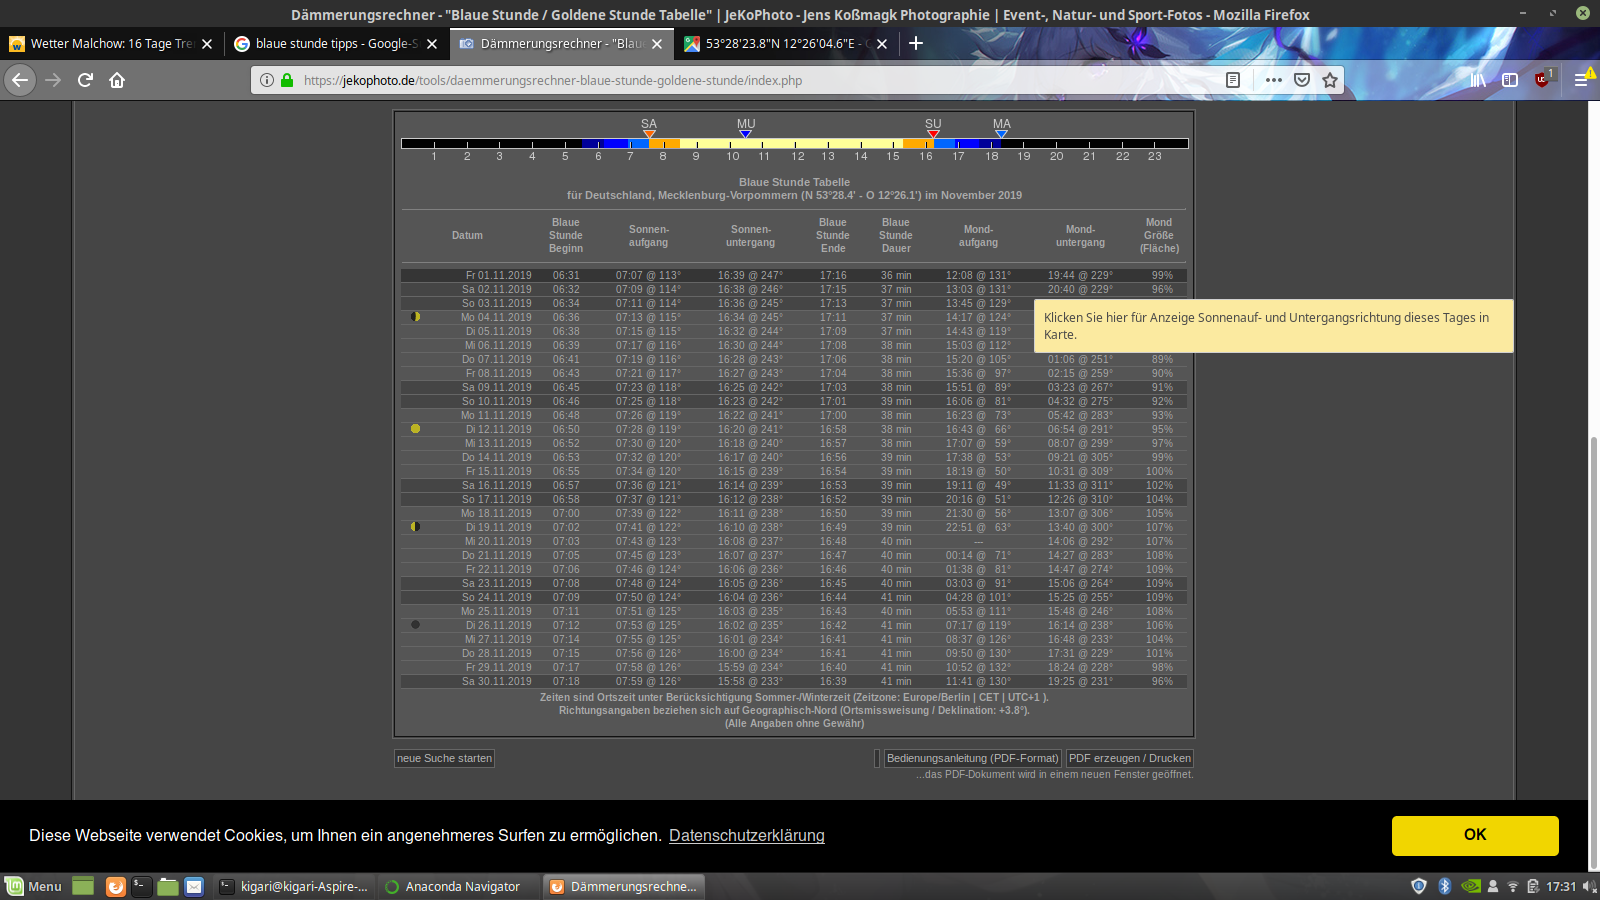 Dämmerungsrechner - "Blaue Stunde / Goldene Stunde Tabelle" | JeKoPhoto - Jens Koßmagk Photographie | Event-, Natur- und Sport-Fotos - Mozilla Firefox
Wetter Malchow: 16 Tage Tre
blaue stunde tipps - Google-S
Dämmerungsrechner - "Blau
53°28'23.8"N 12°26'04.6"E -
https://jekophoto.de/tools/daemmerungsrechner-blaue-stunde-goldene-stunde/index.php
1
SA MU SU MA
1 2 3 4 5 6 7 8 9 10 11 12 13 14 15 16 17 18 19 20 21 22 23
Blaue Stunde Tabelle
für Deutschland, Mecklenburg-Vorpommern (N 53°28.4' - O 12°26.1') im November 2019
Datum Blaue Stunde Beginn Sonnen-aufgang Sonnen-untergang Blaue Stunde Ende Blaue Stunde Dauer Mond-aufgang Mond-untergang Mond Größe (Fläche)
Fr 01.11.2019 06:31 07:07 @ 113° 16:39 @ 247° 17:16 36 min 12:08 @ 131° 19:44 @ 229° 99%
Sa 02.11.2019 06:32 07:09 @ 114° 16:38 @ 246° 17:15 37 min 13:03 @ 131° 20:40 @ 229° 96%
So 03.11.2019 06:34 07:11 @ 114° 16:36 @ 245° 17:13 37 min 13:45 @ 129°
Mo 04.11.2019 06:36 07:13 @ 115° 16:34 @ 245° 17:11 37 min 14:17 @ 124°
Di 05.11.2019 06:38 07:15 @ 115° 16:32 @ 244° 17:09 37 min 14:43 @ 119°
Mi 06.11.2019 06:39 07:17 @ 116° 16:30 @ 244° 17:08 38 min 15:03 @ 112°
Klicken Sie hier für Anzeige Sonnenauf- und Untergangsrichtung dieses Tages in
Karte.
Do 07.11.2019 06:41 07:19 @ 116° 16:28 @ 243° 17:06 38 min 15:20 @ 105° 01:06 @ 251° 89%
Fr 08.11.2019 06:43 07:21 @ 117° 16:27 @ 243° 17:04 38 min 15:36 @ 97° 02:15 @ 259° 90%
Sa 09.11.2019 06:45 07:23 @ 118° 16:25 @ 242° 17:03 38 min 15:51 @ 89° 03:23 @ 267° 91%
So 10.11.2019 06:46 07:25 @ 118° 16:23 @ 242° 17:01 39 min 16:06 @ 81° 04:32 @ 275° 92%
Mo 11.11.2019 06:48 07:26 @ 119° 16:22 @ 241° 17:00 38 min 16:23 @ 73° 05:42 @ 283° 93%
Di 12.11.2019 06:50 07:28 @ 119° 16:20 @ 241° 16:58 38 min 16:43 @ 66° 06:54 @ 291° 95%
Mi 13.11.2019 06:52 07:30 @ 120° 16:18 @ 240° 16:57 38 min 17:07 @ 59° 08:07 @ 299° 97%
Do 14.11.2019 06:53 07:32 @ 120° 16:17 @ 240° 16:56 39 min 17:38 @ 53° 09:21 @ 305° 99%
Fr 15.11.2019 06:55 07:34 @ 120° 16:15 @ 239° 16:54 39 min 18:19 @ 50° 10:31 @ 309° 100%
Sa 16.11.2019 06:57 07:36 @ 121° 16:14 @ 239° 16:53 39 min 19:11 @ 49° 11:33 @ 311° 102%
So 17.11.2019 06:58 07:37 @ 121° 16:12 @ 238° 16:52 39 min 20:16 @ 51° 12:26 @ 310° 104%
Mo 18.11.2019 07:00 07:39 @ 122° 16:11 @ 238° 16:50 39 min 21:30 @ 56° 13:07 @ 306° 105%
Di 19.11.2019 07:02 07:41 @ 122° 16:10 @ 238° 16:49 39 min 22:51 @ 63° 13:40 @ 300° 107%
Mi 20.11.2019 07:03 07:43 @ 123° 16:08 @ 237° 16:48 40 min --- 14:06 @ 292° 107%
Do 21.11.2019 07:05 07:45 @ 123° 16:07 @ 237° 16:47 40 min 00:14 @ 71° 14:27 @ 283° 108%
Fr 22.11.2019 07:06 07:46 @ 124° 16:06 @ 236° 16:46 40 min 01:38 @ 81° 14:47 @ 274° 109%
Sa 23.11.2019 07:08 07:48 @ 124° 16:05 @ 236° 16:45 40 min 03:03 @ 91° 15:06 @ 264° 109%
So 24.11.2019 07:09 07:50 @ 124° 16:04 @ 236° 16:44 41 min 04:28 @ 101° 15:25 @ 255° 109%
Mo 25.11.2019 07:11 07:51 @ 125° 16:03 @ 235° 16:43 40 min 05:53 @ 111° 15:48 @ 246° 108%
Di 26.11.2019 07:12 07:53 @ 125° 16:02 @ 235° 16:42 41 min 07:17 @ 119° 16:14 @ 238° 106%
Mi 27.11.2019 07:14 07:55 @ 125° 16:01 @ 234° 16:41 41 min 08:37 @ 126° 16:48 @ 233° 104%
Do 28.11.2019 07:15 07:56 @ 126° 16:00 @ 234° 16:41 41 min 09:50 @ 130° 17:31 @ 229° 101%
Fr 29.11.2019 07:17 07:58 @ 126° 15:59 @ 234° 16:40 41 min 10:52 @ 132° 18:24 @ 228° 98%
Sa 30.11.2019 07:18 07:59 @ 126° 15:58 @ 233° 16:39 41 min 11:41 @ 130° 19:25 @ 231° 96%
Zeiten sind Ortszeit unter Berücksichtigung Sommer-/Winterzeit (Zeitzone: Europe/Berlin | CET | UTC+1 ).
Richtungsangaben beziehen sich auf Geographisch-Nord (Ortsmissweisung / Deklination: +3.8°).
(Alle Angaben ohne Gewähr)
neue Suche starten
Bedienungsanleitung (PDF-Format)
PDF erzeugen / Drucken
...das PDF-Dokument wird in einem neuen Fenster geöffnet.
Diese Webseite verwendet Cookies, um Ihnen ein angenehmeres Surfen zu ermöglichen. Datenschutzerklärung
OK
Menu
kigari@kigari-Aspire-...
Anaconda Navigator
Dämmerungsrechne...
17:31